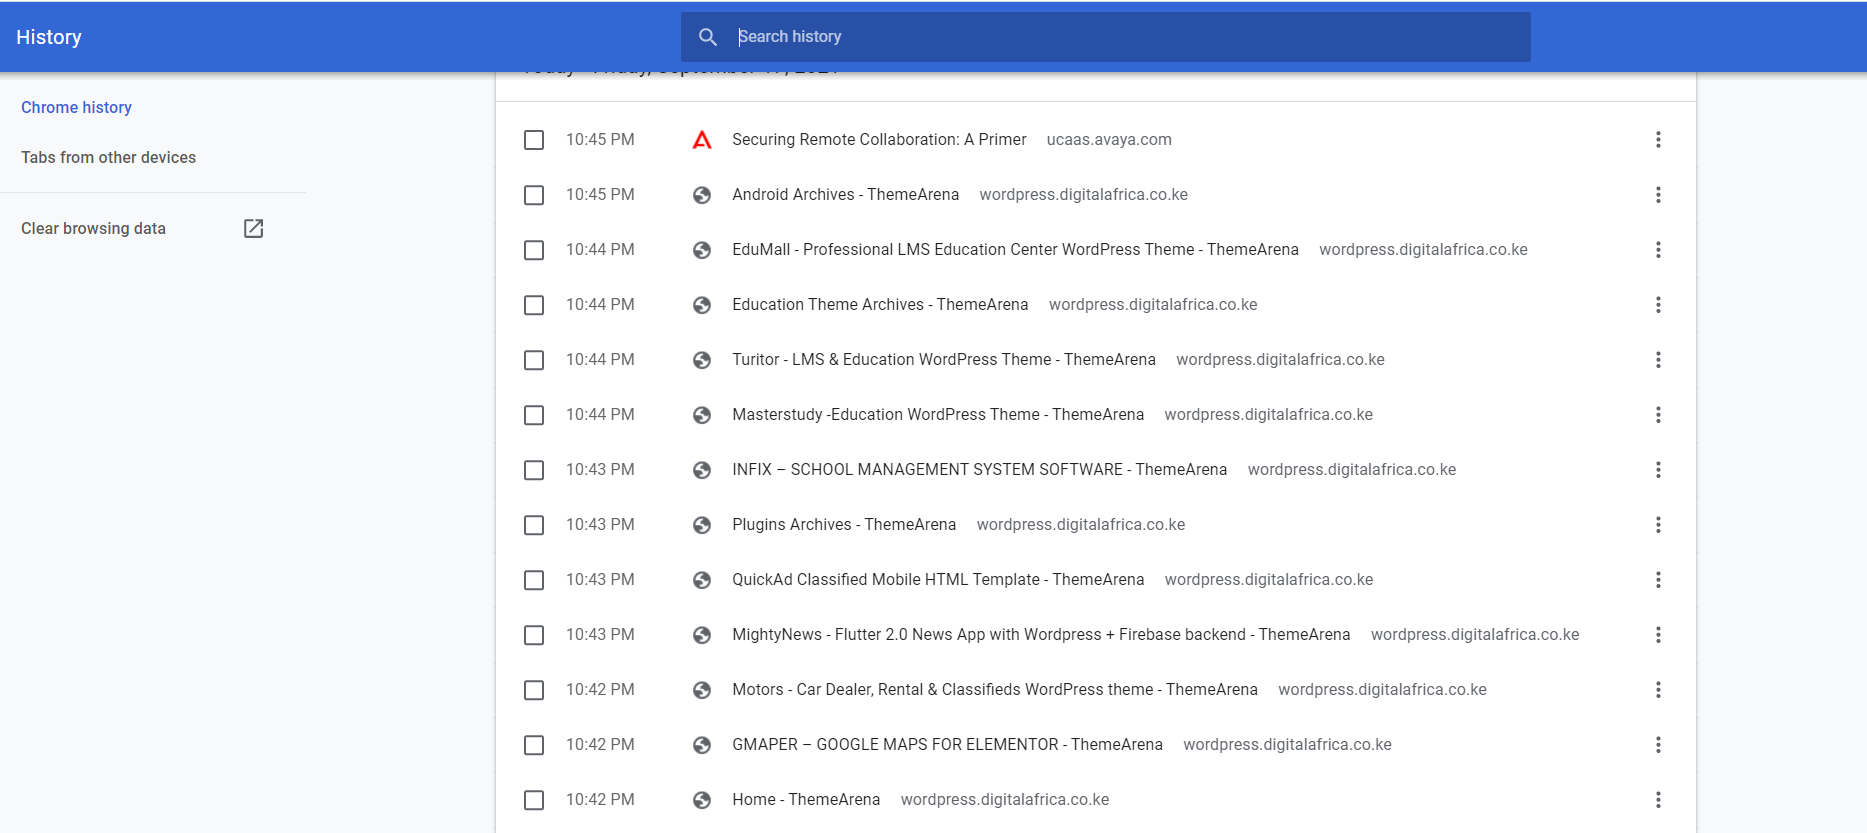 History
Search history
Chrome history
Tabs from other devices
Clear browsing data
10:45 PM Securing Remote Collaboration: A Primer ucaas.avaya.com
10:45 PM Android Archives - ThemeArena wordpress.digitalafrica.co.ke
10:44 PM EduMall - Professional LMS Education Center WordPress Theme - ThemeArena wordpress.digitalafrica.co.ke
10:44 PM Education Theme Archives - ThemeArena wordpress.digitalafrica.co.ke
10:44 PM Turitor - LMS & Education WordPress Theme - ThemeArena wordpress.digitalafrica.co.ke
10:44 PM Masterstudy -Education WordPress Theme - ThemeArena wordpress.digitalafrica.co.ke
10:43 PM INFIX – SCHOOL MANAGEMENT SYSTEM SOFTWARE - ThemeArena wordpress.digitalafrica.co.ke
10:43 PM Plugins Archives - ThemeArena wordpress.digitalafrica.co.ke
10:43 PM QuickAd Classified Mobile HTML Template - ThemeArena wordpress.digitalafrica.co.ke
10:43 PM MightyNews - Flutter 2.0 News App with Wordpress + Firebase backend - ThemeArena wordpress.digitalafrica.co.ke
10:42 PM Motors - Car Dealer, Rental & Classifieds WordPress theme - ThemeArena wordpress.digitalafrica.co.ke
10:42 PM GMAPER – GOOGLE MAPS FOR ELEMENTOR - ThemeArena wordpress.digitalafrica.co.ke
10:42 PM Home - ThemeArena wordpress.digitalafrica.co.ke